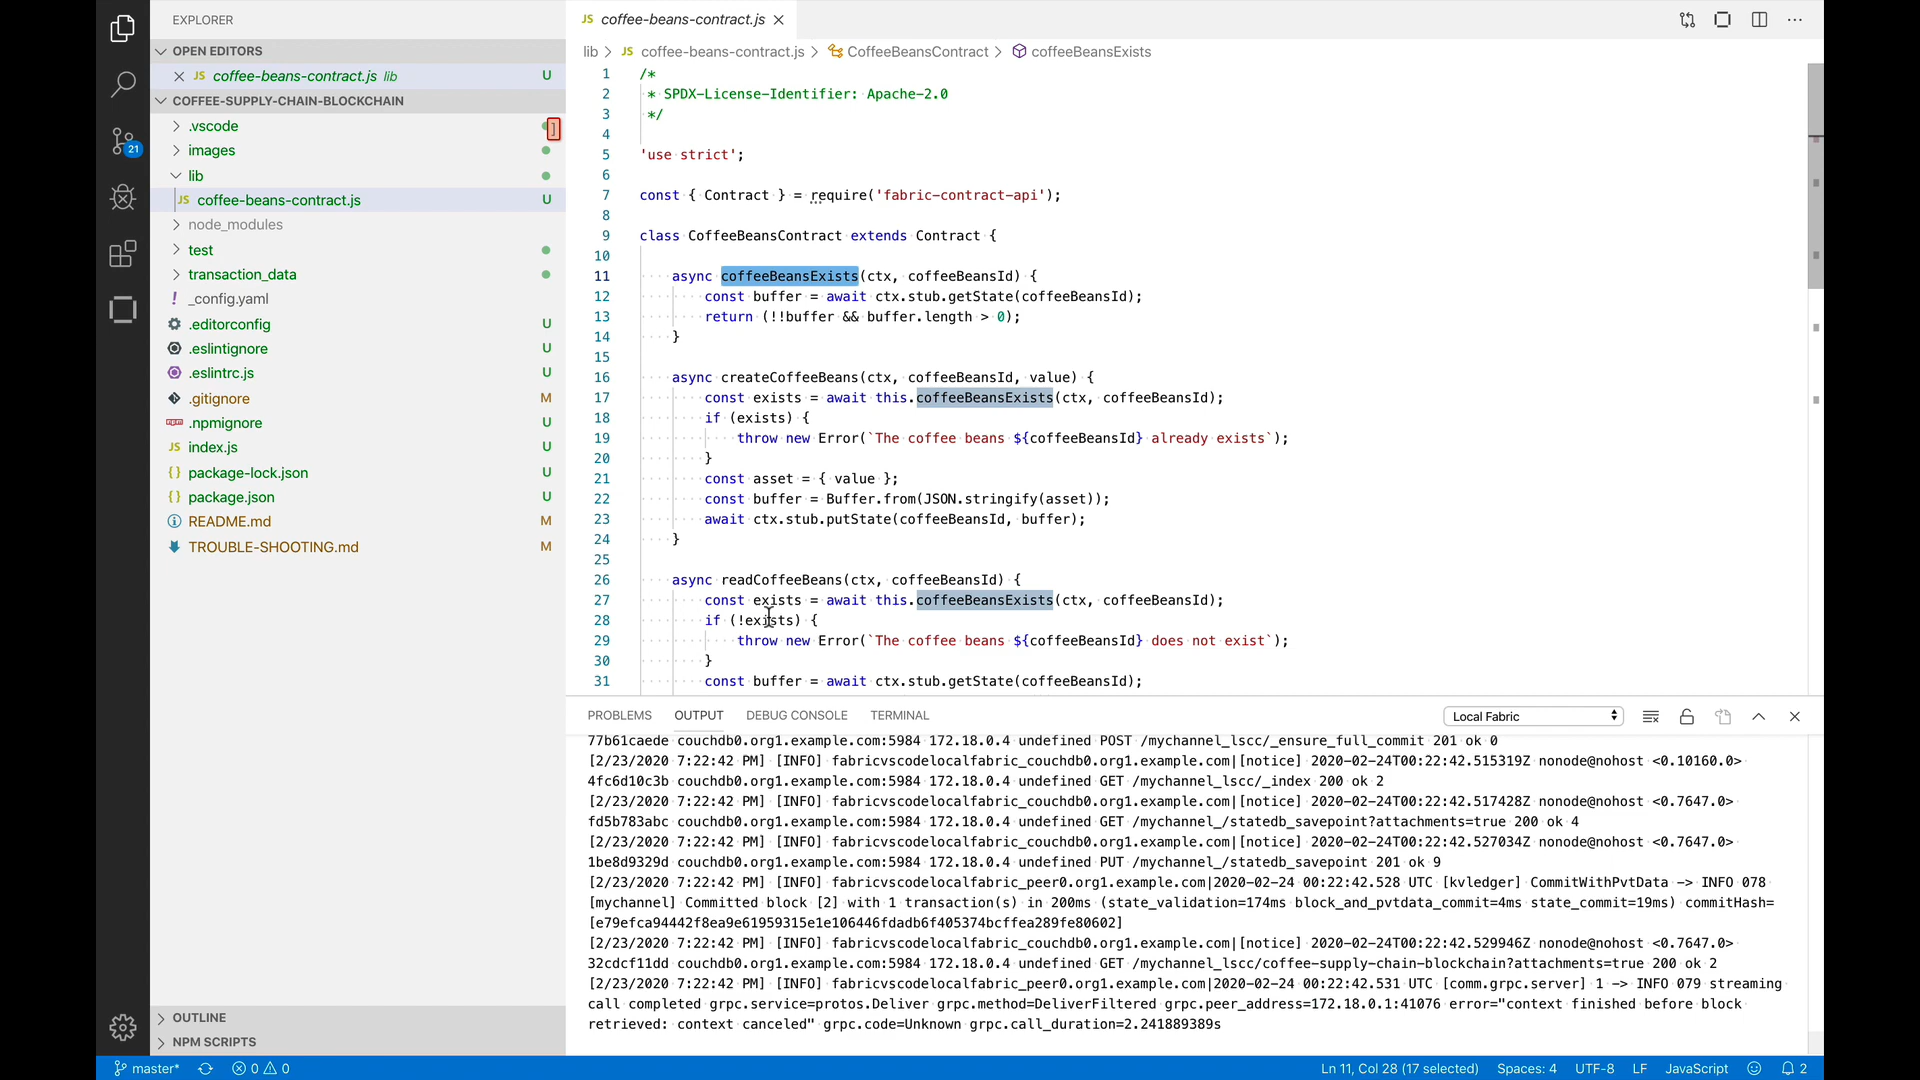 EXPLORER
OPEN EDITORS
JS coffee-beans-contract.js lib U
COFFEE-SUPPLY-CHAIN-BLOCKCHAIN
.vscode
images
lib
JS coffee-beans-contract.js U
node_modules
test
transaction_data
! _config.yaml
.editorconfig U
.eslintignore U
.eslintrc.js U
.gitignore M
npm .npmignore U
JS index.js U
{} package-lock.json U
{} package.json U
README.md M
TROUBLE-SHOOTING.md M
OUTLINE
NPM SCRIPTS
21
JS coffee-beans-contract.js
lib > JS coffee-beans-contract.js > CoffeeBeansContract > coffeeBeansExists
1 /*
2 * SPDX-License-Identifier: Apache-2.0
3 */
4
5 'use strict';
6
7 const { Contract } = require('fabric-contract-api');
8
9 class CoffeeBeansContract extends Contract {
10
11 async coffeeBeansExists(ctx, coffeeBeansId) {
12 const buffer = await ctx.stub.getState(coffeeBeansId);
13 return (!!buffer && buffer.length > 0);
14 }
15
16 async createCoffeeBeans(ctx, coffeeBeansId, value) {
17 const exists = await this.coffeeBeansExists(ctx, coffeeBeansId);
18 if (exists) {
19 throw new Error(`The coffee beans ${coffeeBeansId} already exists`);
20 }
21 const asset = { value };
22 const buffer = Buffer.from(JSON.stringify(asset));
23 await ctx.stub.putState(coffeeBeansId, buffer);
24 }
25
26 async readCoffeeBeans(ctx, coffeeBeansId) {
27 const exists = await this.coffeeBeansExists(ctx, coffeeBeansId);
28 if (!exists) {
29 throw new Error(`The coffee beans ${coffeeBeansId} does not exist`);
30 }
31 const buffer = await ctx.stub.getState(coffeeBeansId);
PROBLEMS OUTPUT DEBUG CONSOLE TERMINAL Local Fabric
77b61caede couchdb0.org1.example.com:5984 172.18.0.4 undefined POST /mychannel_lscc/_ensure_full_commit 201 ok 0
[2/23/2020 7:22:42 PM] [INFO] fabricvscodelocalfabric_couchdb0.org1.example.com|[notice] 2020-02-24T00:22:42.515319Z nonode@nohost <0.10160.0>
4fc6d10c3b couchdb0.org1.example.com:5984 172.18.0.4 undefined GET /mychannel_lscc/_index 200 ok 2
[2/23/2020 7:22:42 PM] [INFO] fabricvscodelocalfabric_couchdb0.org1.example.com|[notice] 2020-02-24T00:22:42.517428Z nonode@nohost <0.7647.0>
fd5b783abc couchdb0.org1.example.com:5984 172.18.0.4 undefined GET /mychannel_/statedb_savepoint?attachments=true 200 ok 4
[2/23/2020 7:22:42 PM] [INFO] fabricvscodelocalfabric_couchdb0.org1.example.com|[notice] 2020-02-24T00:22:42.527034Z nonode@nohost <0.7647.0>
1be8d9329d couchdb0.org1.example.com:5984 172.18.0.4 undefined PUT /mychannel_/statedb_savepoint 201 ok 9
[2/23/2020 7:22:42 PM] [INFO] fabricvscodelocalfabric_peer0.org1.example.com|2020-02-24 00:22:42.528 UTC [kvledger] CommitWithPvtData -> INFO 078
[mychannel] Committed block [2] with 1 transaction(s) in 200ms (state_validation=174ms block_and_pvtdata_commit=4ms state_commit=19ms) commitHash=
[e79efca94442f8ea9e61959315e1e106446fdadb6f405374bcffea289fe80602]
[2/23/2020 7:22:42 PM] [INFO] fabricvscodelocalfabric_couchdb0.org1.example.com|[notice] 2020-02-24T00:22:42.529946Z nonode@nohost <0.7647.0>
32cdcf11dd couchdb0.org1.example.com:5984 172.18.0.4 undefined GET /mychannel_lscc/coffee-supply-chain-blockchain?attachments=true 200 ok 2
[2/23/2020 7:22:42 PM] [INFO] fabricvscodelocalfabric_peer0.org1.example.com|2020-02-24 00:22:42.531 UTC [comm.grpc.server] 1 -> INFO 079 streaming
call completed grpc.service=protos.Deliver grpc.method=DeliverFiltered grpc.peer_address=172.18.0.1:41076 error="context finished before block
retrieved: context canceled" grpc.code=Unknown grpc.call_duration=2.241889389s
master* 0 0 Ln 11, Col 28 (17 selected) Spaces: 4 UTF-8 LF JavaScript 2